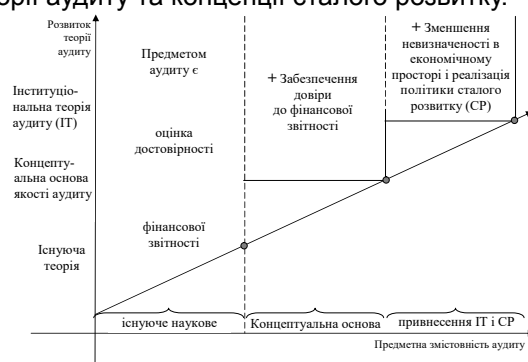 орії аудиту та концепції сталого розвитку.
Розвиток
теорії
аудиту
Інституціо-
нальна теорія
аудиту (ІТ)
Концепту-
альна основа
якості аудиту
Існуюча
теорія
Предметом
аудиту є
оцінка
достовірності
фінансової
звітності
+ Забезпечення
довіри
до фінансової
звітності
+ Зменшення
невизначеності в
економічному
просторі і реалізація
політики сталого
розвитку (СР)
існуюче наукове
Концептуальна основа
привнесення ІТ і СР
Предметна змістовність аудиту